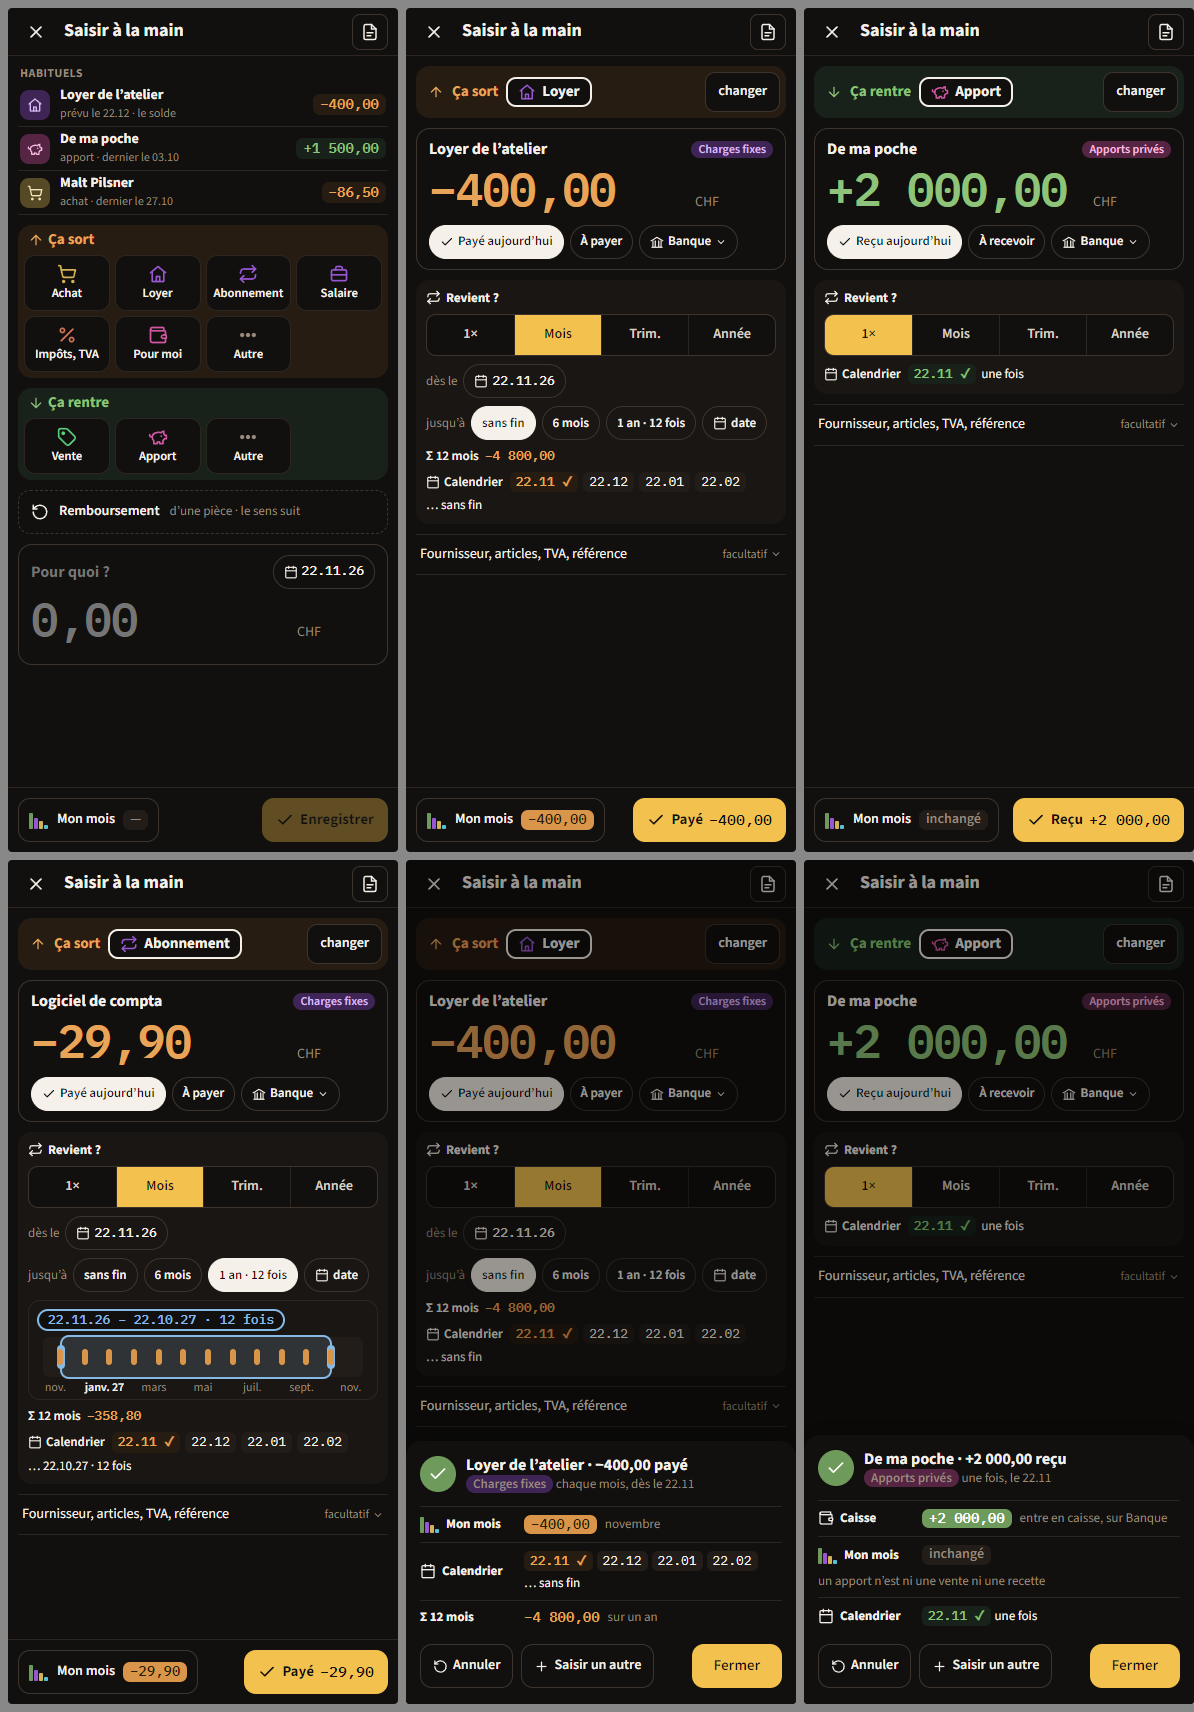 Saisir à la main
HABITUELS
Loyer de l’atelier
prévu le 22.12 · le solde
−400,00
De ma poche
apport · dernier le 03.10
+1 500,00
Malt Pilsner
achat · dernier le 27.10
−86,50
Ça sort
Achat
Loyer
Abonnement
Salaire
Impôts, TVA
Pour moi
Autre
Ça rentre
Vente
Apport
Autre
Remboursement d’une pièce · le sens suit
Pour quoi ?
22.11.26
0,00 CHF
Mon mois —
Enregistrer
Saisir à la main
Ça sort Loyer changer
Loyer de l’atelier Charges fixes
−400,00 CHF
Payé aujourd’hui À payer Banque
Revient ?
1× Mois Trim. Année
dès le 22.11.26
jusqu’à sans fin 6 mois 1 an · 12 fois date
Σ 12 mois −4 800,00
Calendrier 22.11 ✓ 22.12 22.01 22.02
… sans fin
Fournisseur, articles, TVA, référence facultatif
Mon mois −400,00
Payé −400,00
Saisir à la main
Ça rentre Apport changer
De ma poche Apports privés
+2 000,00 CHF
Reçu aujourd’hui À recevoir Banque
Revient ?
1× Mois Trim. Année
Calendrier 22.11 ✓ une fois
Fournisseur, articles, TVA, référence facultatif
Mon mois inchangé
Reçu +2 000,00
Saisir à la main
Ça sort Abonnement changer
Logiciel de compta Charges fixes
−29,90 CHF
Payé aujourd’hui À payer Banque
Revient ?
1× Mois Trim. Année
dès le 22.11.26
jusqu’à sans fin 6 mois 1 an · 12 fois date
22.11.26 – 22.10.27 · 12 fois
nov. janv. 27 mars mai juil. sept. nov.
Σ 12 mois −358,80
Calendrier 22.11 ✓ 22.12 22.01 22.02
… 22.10.27 · 12 fois
Fournisseur, articles, TVA, référence facultatif
Mon mois −29,90
Payé −29,90
Saisir à la main
Ça sort Loyer changer
Loyer de l’atelier Charges fixes
−400,00 CHF
Payé aujourd’hui À payer Banque
Revient ?
1× Mois Trim. Année
dès le 22.11.26
jusqu’à sans fin 6 mois 1 an · 12 fois date
Σ 12 mois −4 800,00
Calendrier 22.11 ✓ 22.12 22.01 22.02
… sans fin
Fournisseur, articles, TVA, référence facultatif
Loyer de l’atelier · −400,00 payé
Charges fixes chaque mois, dès le 22.11
Mon mois −400,00 novembre
Calendrier 22.11 ✓ 22.12 22.01 22.02
… sans fin
Σ 12 mois −4 800,00 sur un an
Annuler Saisir un autre Fermer
Saisir à la main
Ça rentre Apport changer
De ma poche Apports privés
+2 000,00 CHF
Reçu aujourd’hui À recevoir Banque
Revient ?
1× Mois Trim. Année
Calendrier 22.11 ✓ une fois
Fournisseur, articles, TVA, référence facultatif
De ma poche · +2 000,00 reçu
Apports privés une fois, le 22.11
Caisse +2 000,00 entre en caisse, sur Banque
Mon mois inchangé
un apport n’est ni une vente ni une recette
Calendrier 22.11 ✓ une fois
Annuler Saisir un autre Fermer